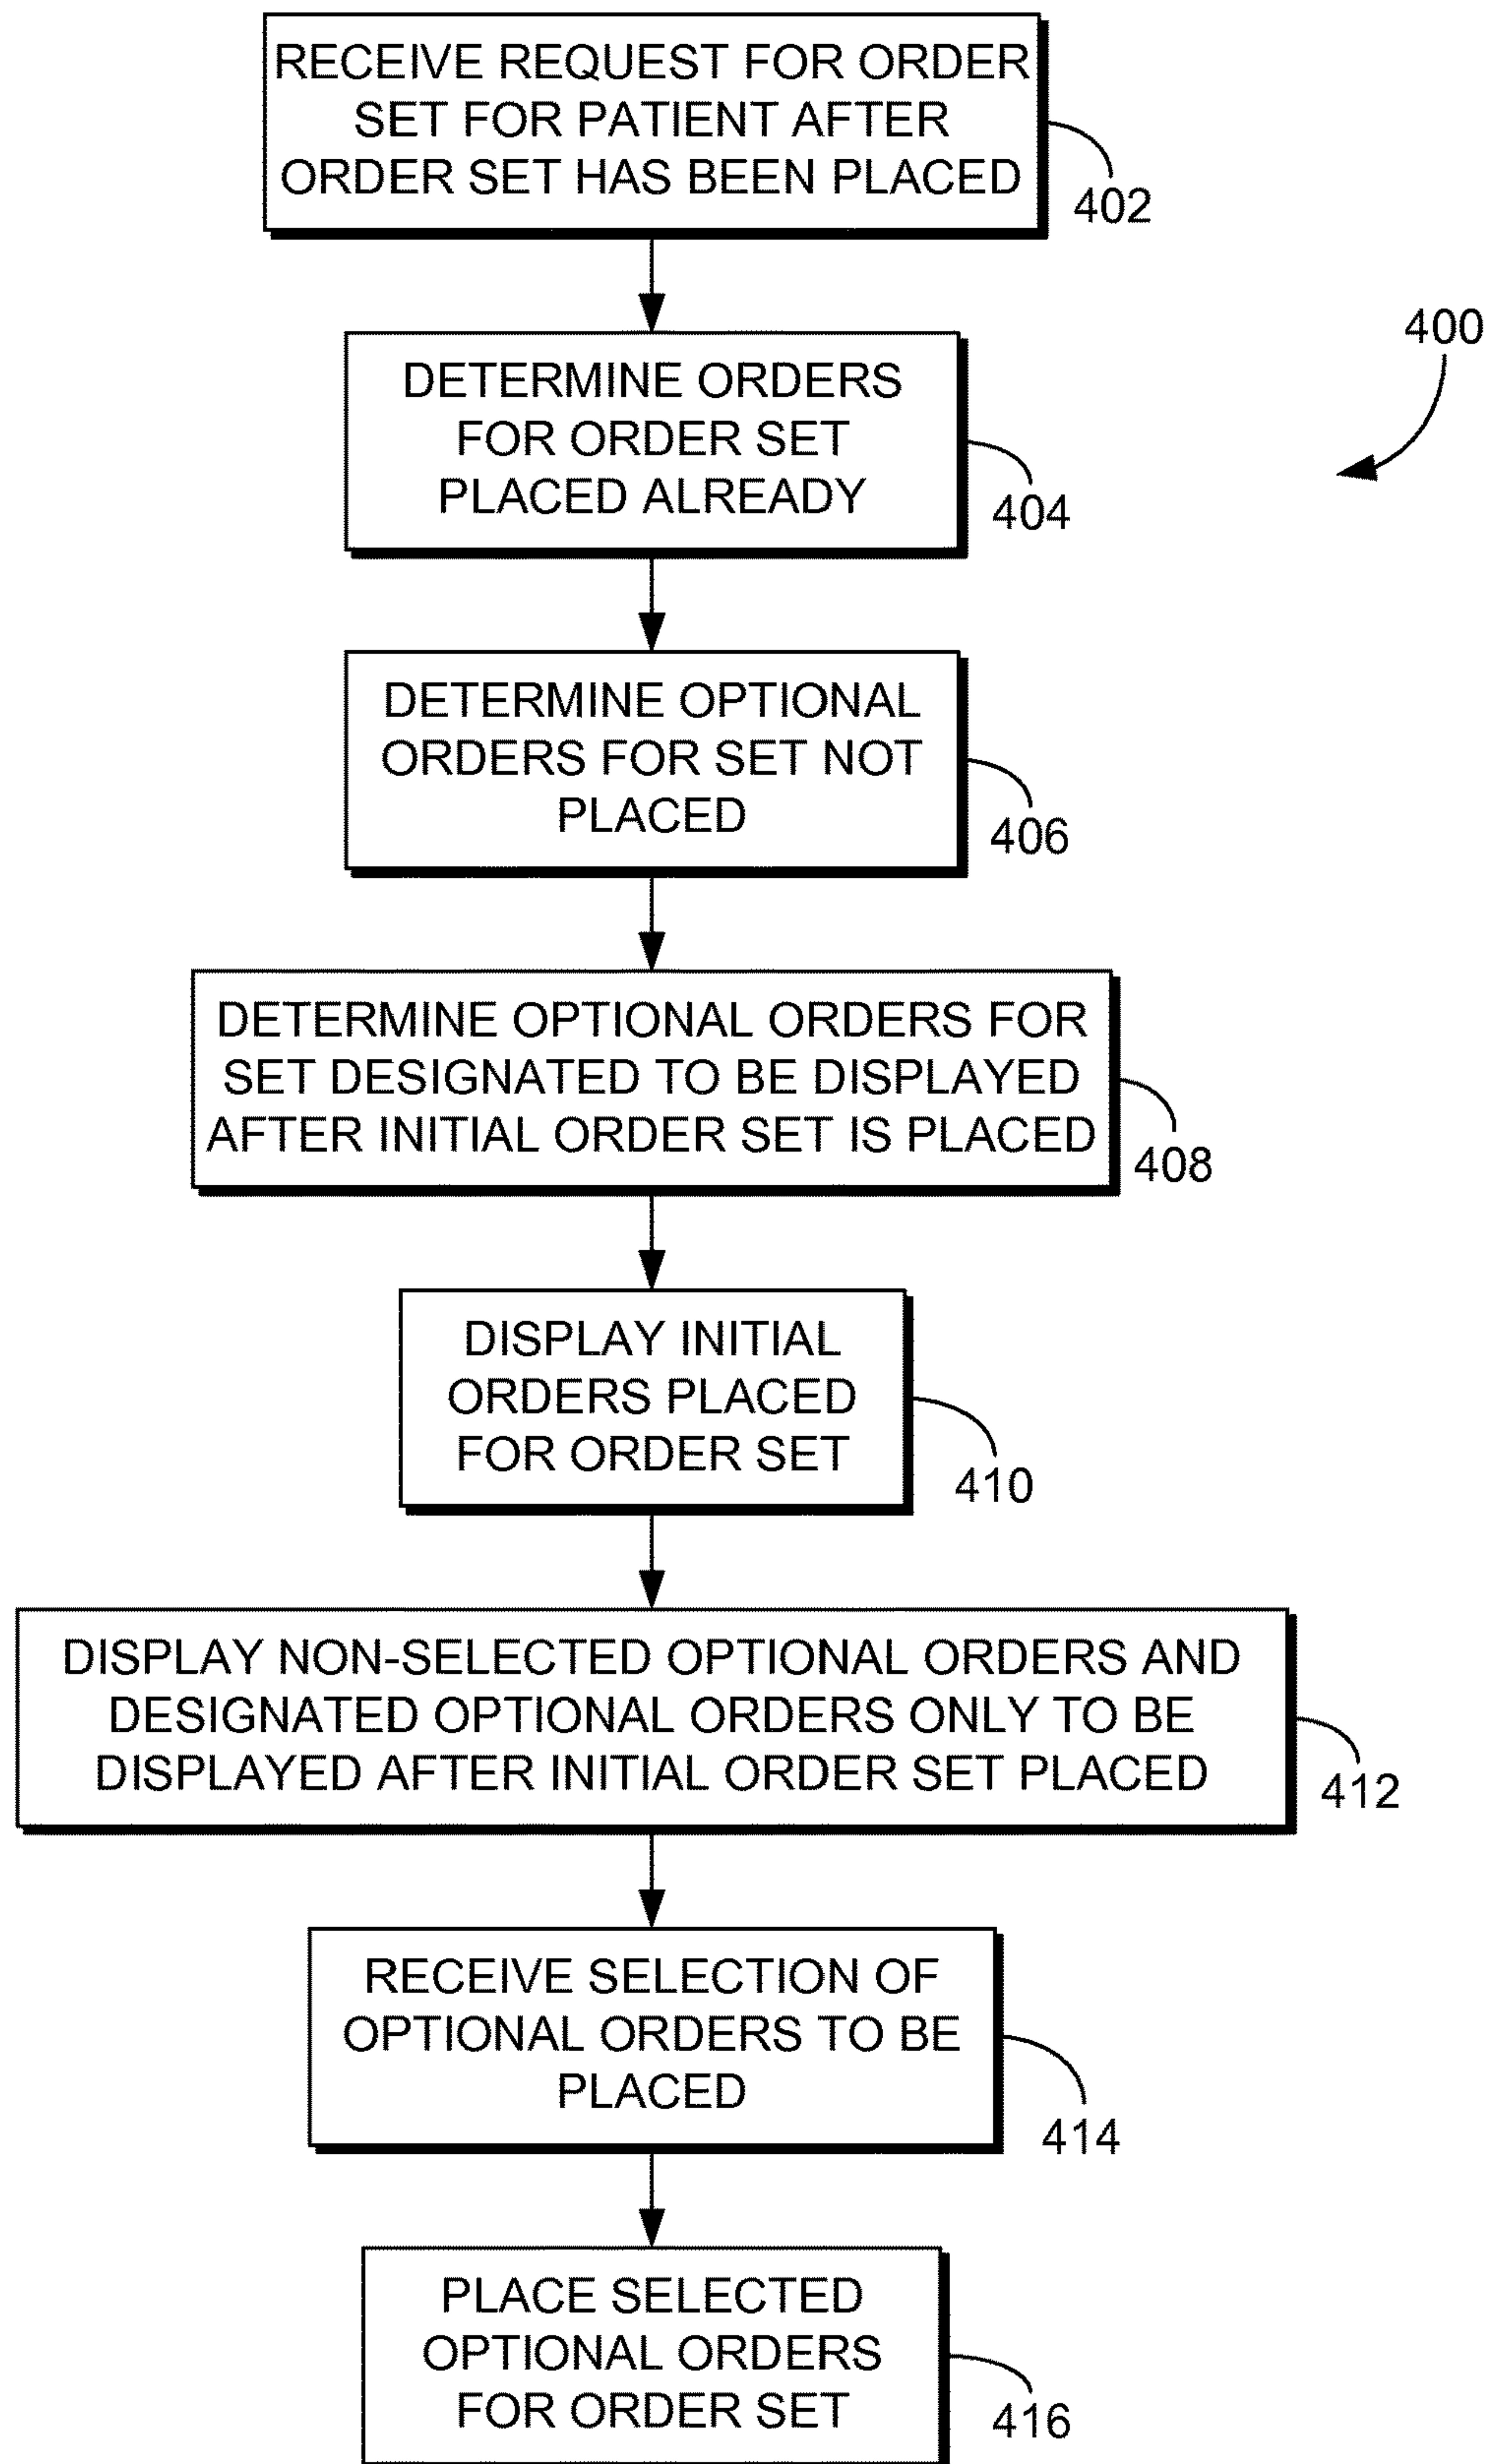 RECEIVE REQUEST FOR ORDER
SET FOR PATIENT AFTER
ORDER SET HAS BEEN PLACED
402
400
DETERMINE ORDERS
FOR ORDER SET
PLACED ALREADY
404
DETERMINE OPTIONAL
ORDERS FOR SET NOT
PLACED
406
DETERMINE OPTIONAL ORDERS FOR
SET DESIGNATED TO BE DISPLAYED
AFTER INITIAL ORDER SET IS PLACED
408
DISPLAY INITIAL
ORDERS PLACED
FOR ORDER SET
410
DISPLAY NON-SELECTED OPTIONAL ORDERS AND
DESIGNATED OPTIONAL ORDERS ONLY TO BE
DISPLAYED AFTER INITIAL ORDER SET PLACED
412
RECEIVE SELECTION OF
OPTIONAL ORDERS TO BE
PLACED
414
PLACE SELECTED
OPTIONAL ORDERS
FOR ORDER SET
416